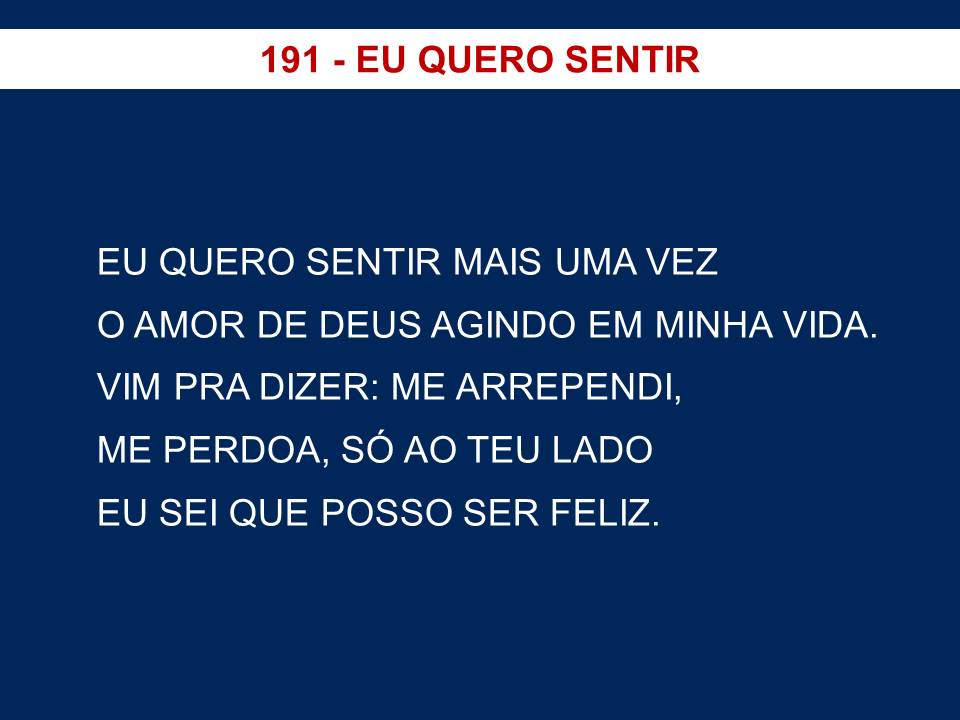 191 - EU QUERO SENTIR
EU QUERO SENTIR MAIS UMA VEZ
O AMOR DE DEUS AGINDO EM MINHA VIDA.
VIM PRA DIZER: ME ARREPENDI,
ME PERDOA, SÓ AO TEU LADO
EU SEI QUE POSSO SER FELIZ.